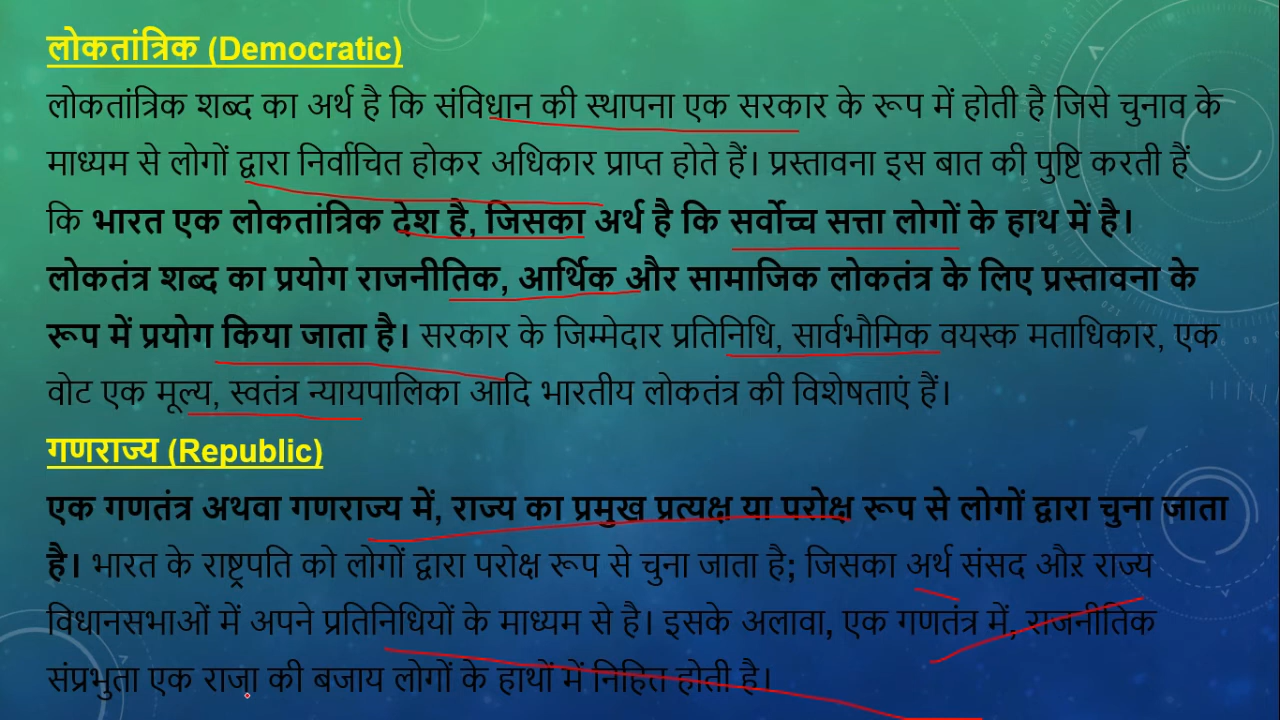 लोकतांत्रिक (Democratic)
लोकतांत्रिक शब्द का अर्थ है कि संविधान की स्थापना एक सरकार के रूप में होती है जिसे चुनाव के
माध्यम से लोगों द्वारा निर्वाचित होकर अधिकार प्राप्त होते हैं। प्रस्तावना इस बात की पुष्टि करती हैं
कि भारत एक लोकतांत्रिक देश है, जिसका अर्थ है कि सर्वोच्च सत्ता लोगों के हाथ में है।
लोकतंत्र शब्द का प्रयोग राजनीतिक, आर्थिक और सामाजिक लोकतंत्र के लिए प्रस्तावना के
रूप में प्रयोग किया जाता है। सरकार के जिम्मेदार प्रतिनिधि, सार्वभौमिक वयस्क मताधिकार, एक
वोट एक मूल्य, स्वतंत्र न्यायपालिका आदि भारतीय लोकतंत्र की विशेषताएं हैं।
गणराज्य (Republic)
एक गणतंत्र अथवा गणराज्य में, राज्य का प्रमुख प्रत्यक्ष या परोक्ष रूप से लोगों द्वारा चुना जाता
है। भारत के राष्ट्रपति को लोगों द्वारा परोक्ष रूप से चुना जाता है; जिसका अर्थ संसद औऱ राज्य
विधानसभाओं में अपने प्रतिनिधियों के माध्यम से है। इसके अलावा, एक गणतंत्र में, राजनीतिक
संप्रभुता एक राजा की बजाय लोगों के हाथों में निहित होती है।